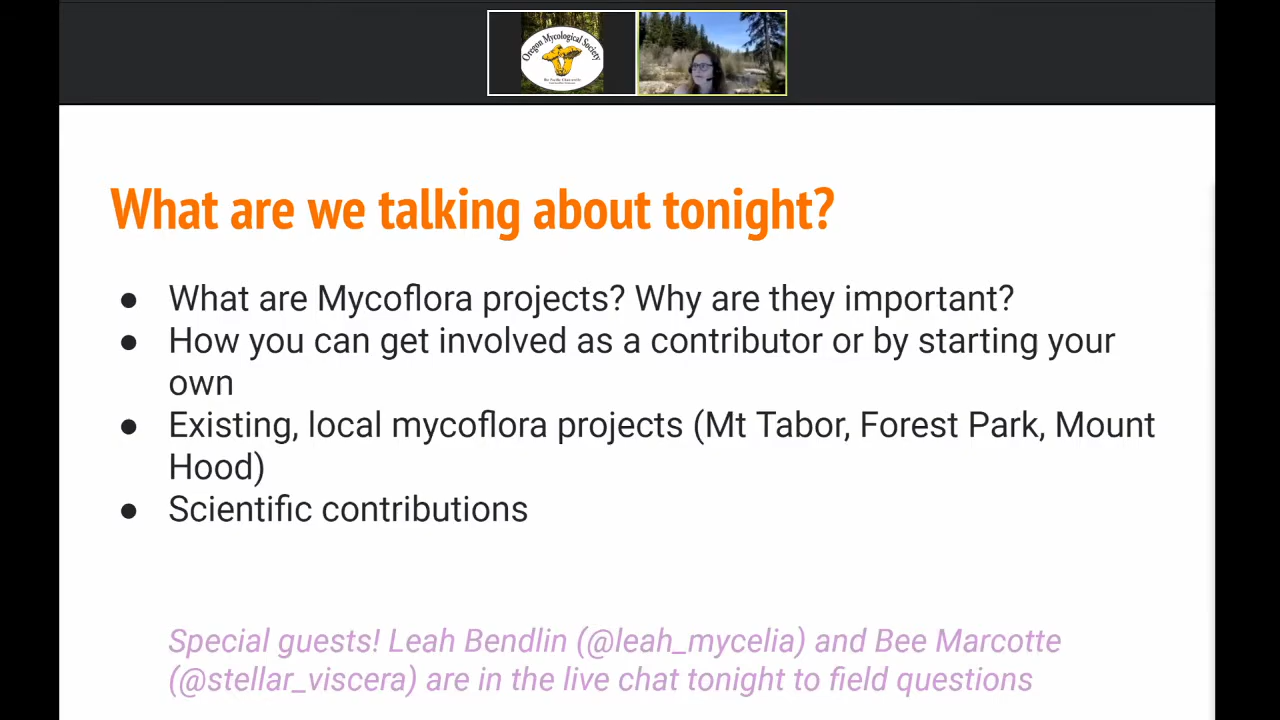 Oregon Mycological Society
What are we talking about tonight?
● What are Mycoflora projects? Why are they important?
● How you can get involved as a contributor or by starting your
own
● Existing, local mycoflora projects (Mt Tabor, Forest Park, Mount
Hood)
● Scientific contributions
Special guests! Leah Bendlin (@leah_mycelia) and Bee Marcotte
(@stellar_viscera) are in the live chat tonight to field questions